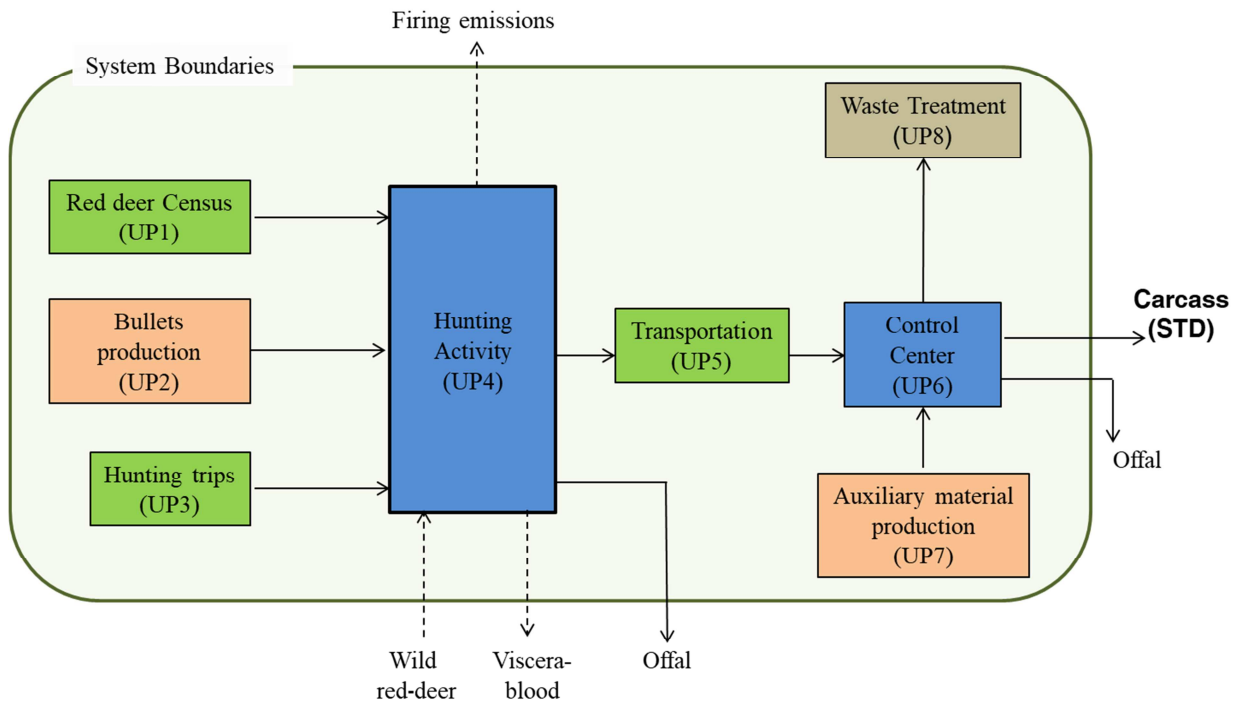 Firing emissions
System Boundaries
Waste Treatment
(UP8)
Red deer Census
(UP1)
Bullets
production
(UP2)
Hunting trips
(UP3)
Hunting
Activity
(UP4)
Transportation
(UP5)
Control
Center
(UP6)
Carcass
(STD)
Offal
Auxiliary material
production
(UP7)
Wild
red-deer
Viscera-
blood
Offal